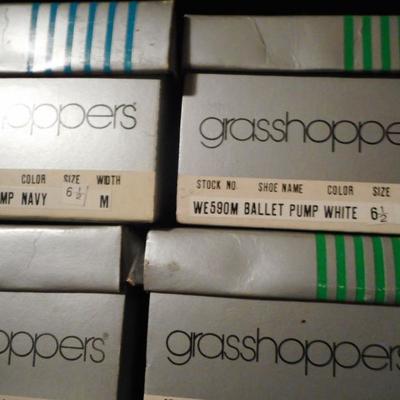 oppers®
grasshoppe
COLOR SIZE WIDTH
MP NAVY 6½ M
STOCK NO. SHOE NAME COLOR SIZE
WE590M BALLET PUMP WHITE 6½
oppers®
grasshoppers